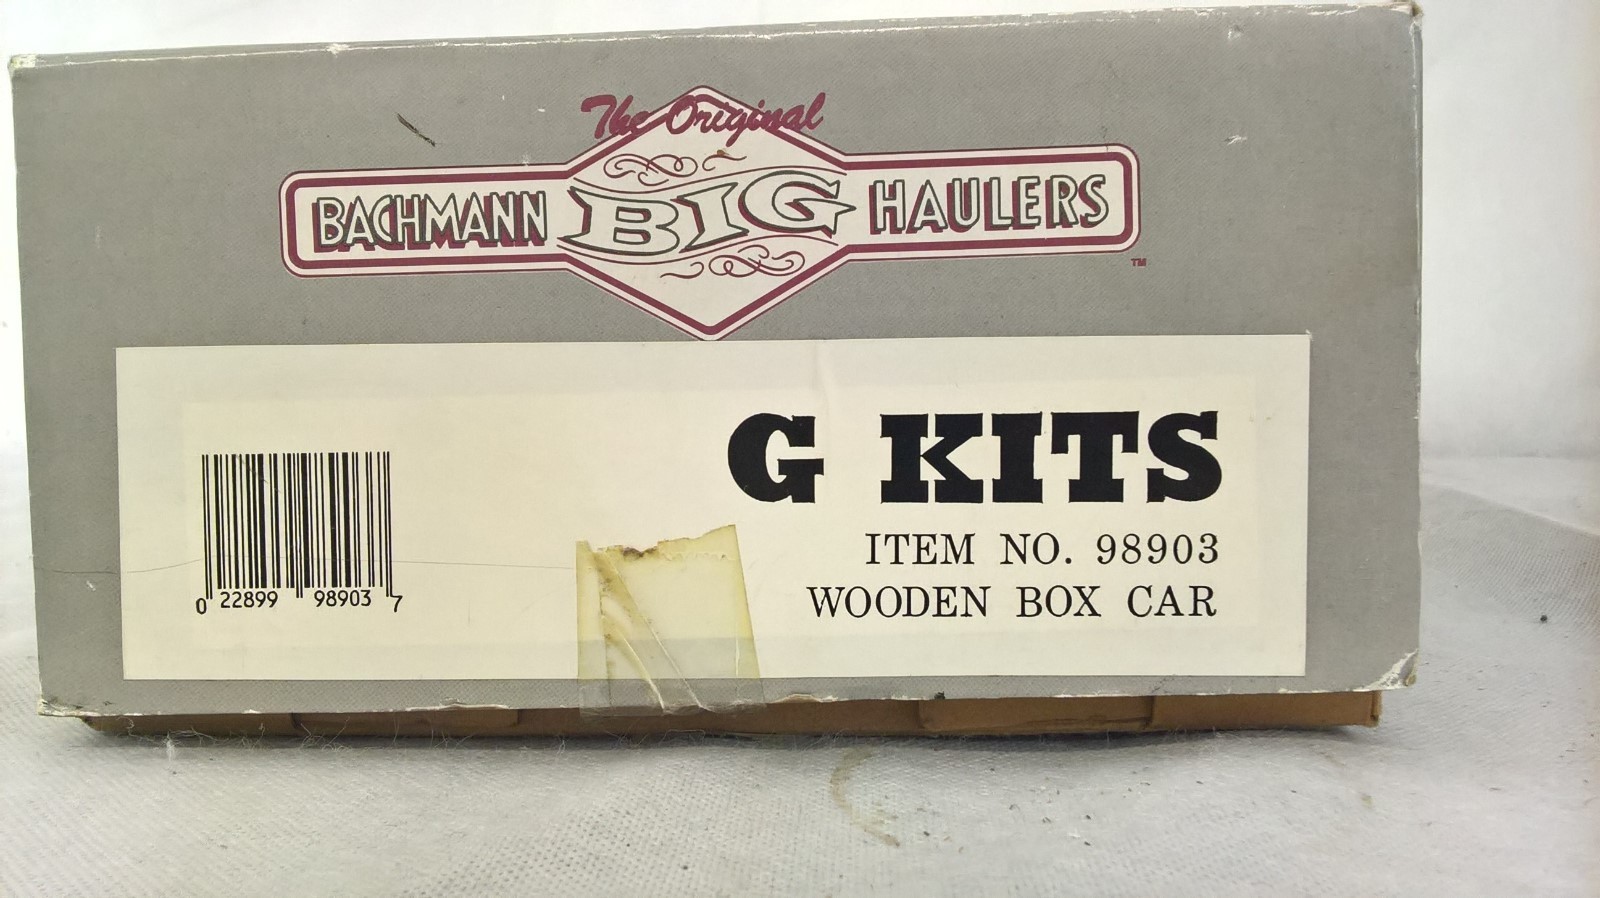 The Original
BACHMANN BIG HAULERS
TM
G KITS
ITEM NO. 98903
WOODEN BOX CAR
0 22899 98903 7